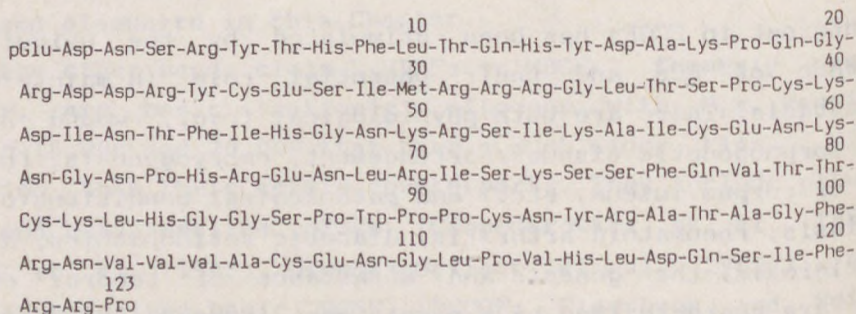 10 20
pGlu-Asp-Asn-Ser-Arg-Tyr-Thr-His-Phe-Leu-Thr-Gln-His-Tyr-Asp-Ala-Lys-Pro-Gln-Gly-
30 40
Arg-Asp-Asp-Arg-Tyr-Cys-Glu-Ser-Ile-Met-Arg-Arg-Arg-Gly-Leu-Thr-Ser-Pro-Cys-Lys-
50 60
Asp-Ile-Asn-Thr-Phe-Ile-His-Gly-Asn-Lys-Arg-Ser-Ile-Lys-Ala-Ile-Cys-Glu-Asn-Lys-
70 80
Asn-Gly-Asn-Pro-His-Arg-Glu-Asn-Leu-Arg-Ile-Ser-Lys-Ser-Ser-Phe-Gln-Val-Thr-Thr-
90 100
Cys-Lys-Leu-His-Gly-Gly-Ser-Pro-Trp-Pro-Pro-Cys-Asn-Tyr-Arg-Ala-Thr-Ala-Gly-Phe-
110 120
Arg-Asn-Val-Val-Val-Ala-Cys-Glu-Asn-Gly-Leu-Pro-Val-His-Leu-Asp-Gln-Ser-Ile-Phe-
123
Arg-Arg-Pro